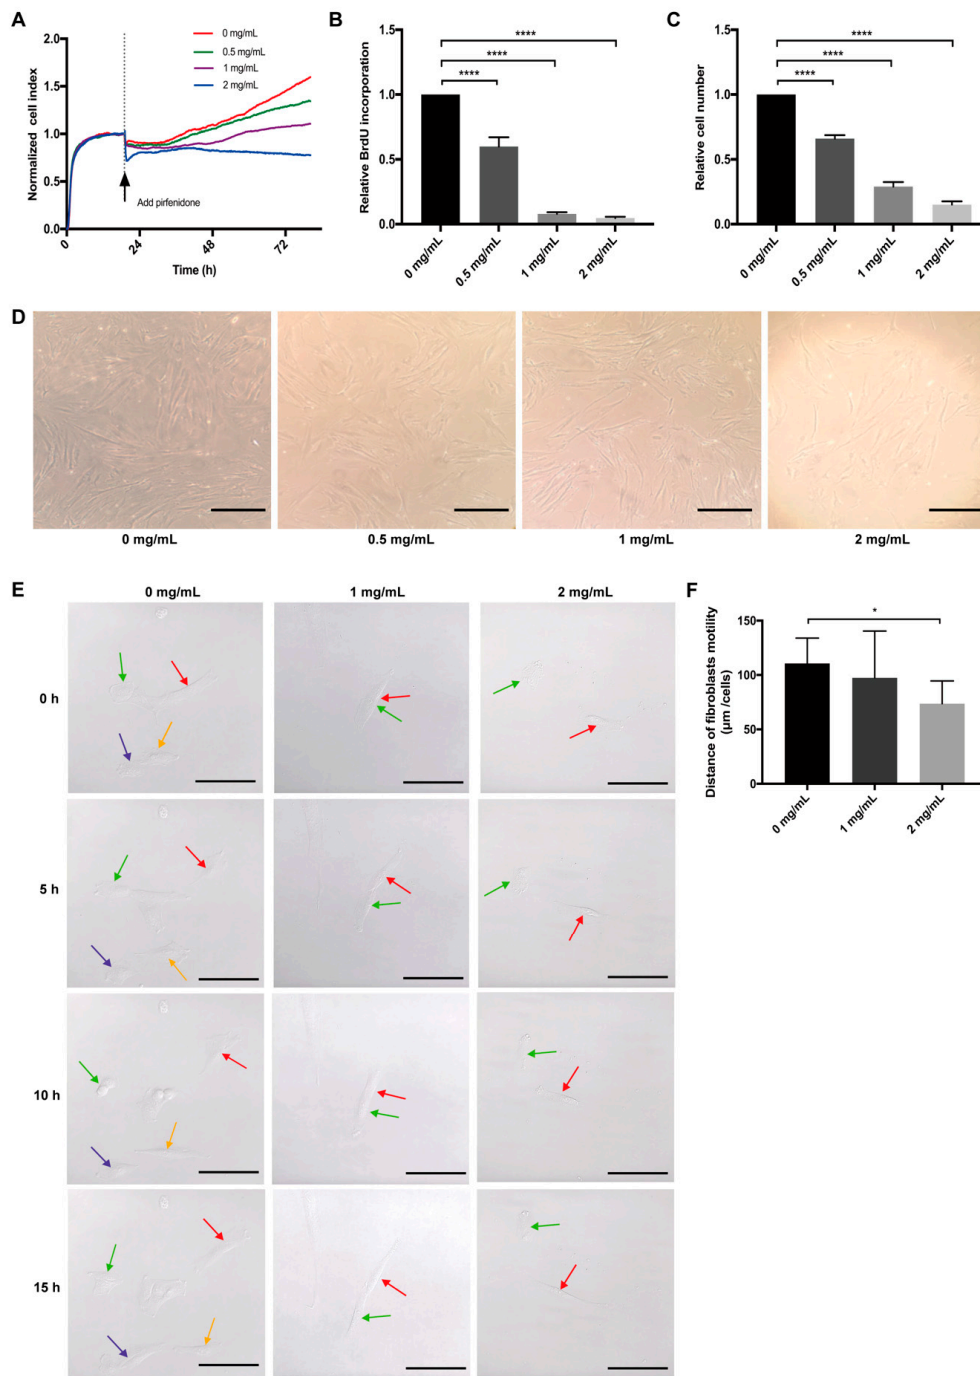 A
Normalized cell index
2.0
1.5
1.0
0.5
0.0
0 mg/mL
0.5 mg/mL
1 mg/mL
2 mg/mL
Add pirfenidone
0
24
48
72
Time (h)
B
Relative BrdU incorporation
1.5
1.0
0.5
0.0
****
****
****
0 mg/mL
0.5 mg/mL
1 mg/mL
2 mg/mL
C
Relative cell number
1.5
1.0
0.5
0.0
****
****
****
0 mg/mL
0.5 mg/mL
1 mg/mL
2 mg/mL
D
0 mg/mL
0.5 mg/mL
1 mg/mL
2 mg/mL
E
0 mg/mL
1 mg/mL
2 mg/mL
0 h
5 h
10 h
15 h
F
Distance of fibroblasts motility
(μm /cells)
150
100
50
0
*
0 mg/mL
1 mg/mL
2 mg/mL